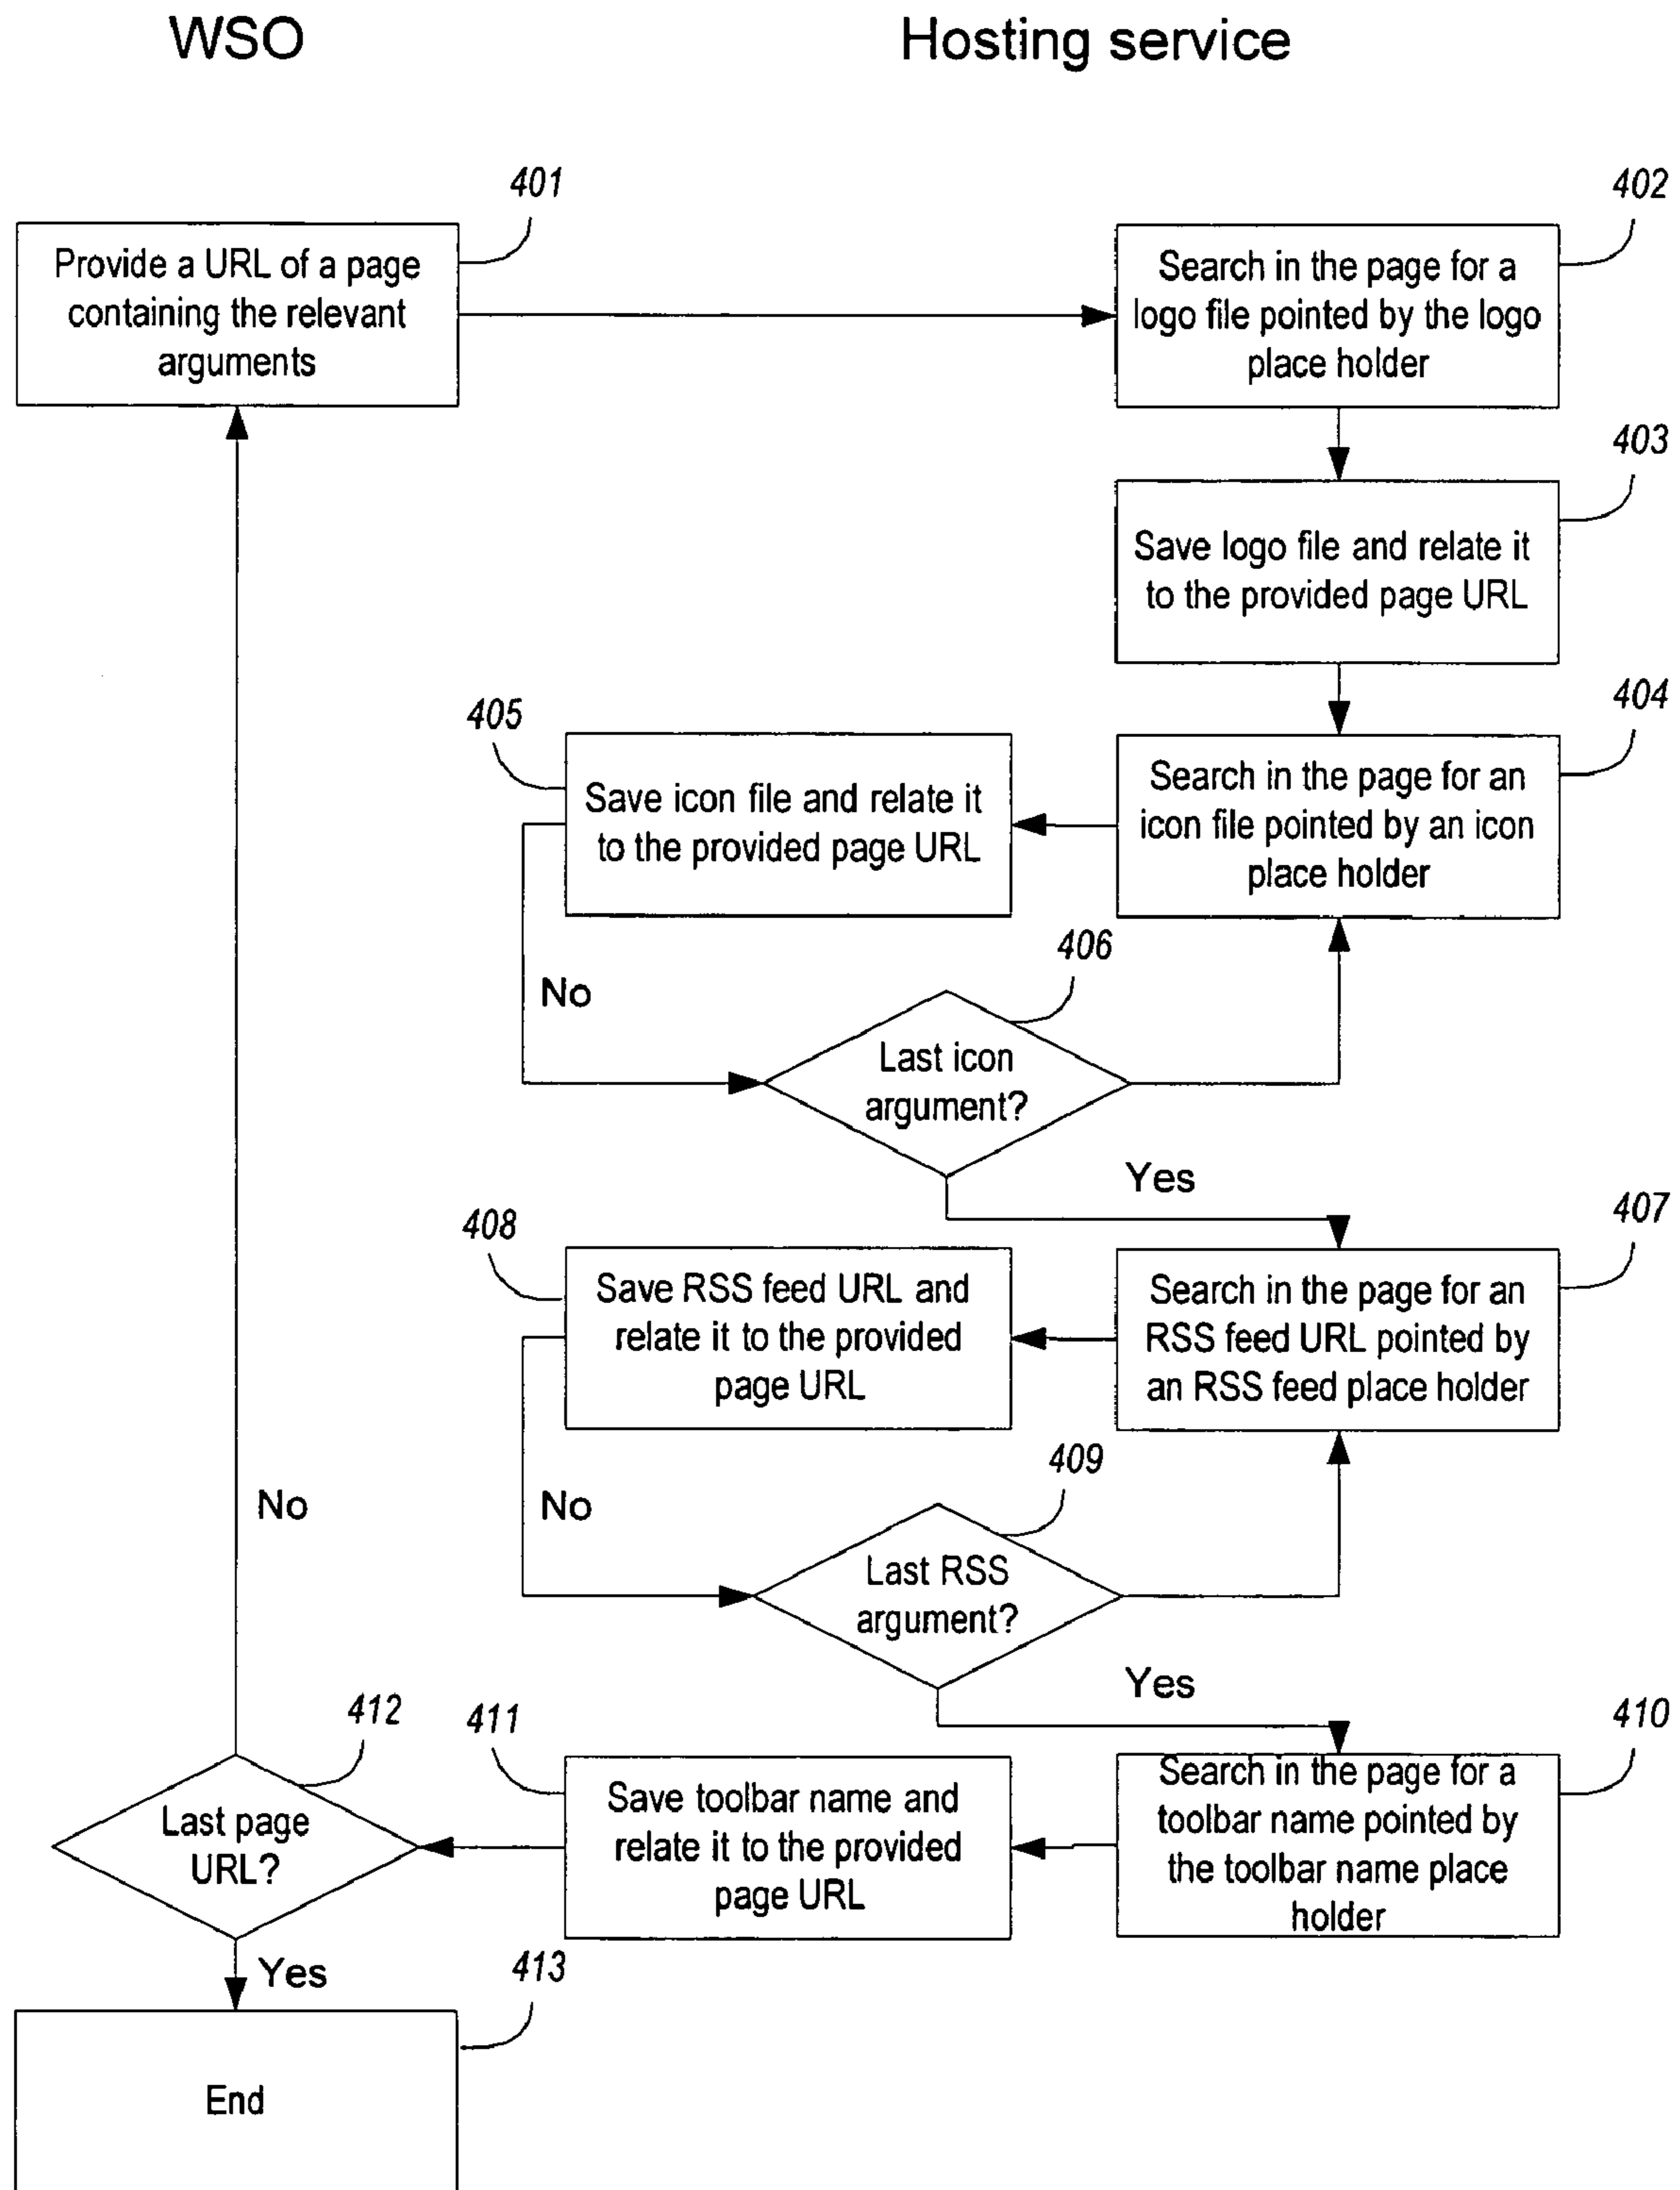 WSO
Hosting service
401
Provide a URL of a page
containing the relevant
arguments
402
Search in the page for a
logo file pointed by the logo
place holder
403
Save logo file and relate it
to the provided page URL
404
Search in the page for an
icon file pointed by an icon
place holder
405
Save icon file and relate it
to the provided page URL
No
406
Last icon
argument?
Yes
407
Search in the page for an
RSS feed URL pointed by
an RSS feed place holder
408
Save RSS feed URL and
relate it to the provided
page URL
No
409
Last RSS
argument?
Yes
410
Search in the page for a
toolbar name pointed by
the toolbar name place
holder
411
Save toolbar name and
relate it to the provided
page URL
412
Last page
URL?
No
Yes
413
End